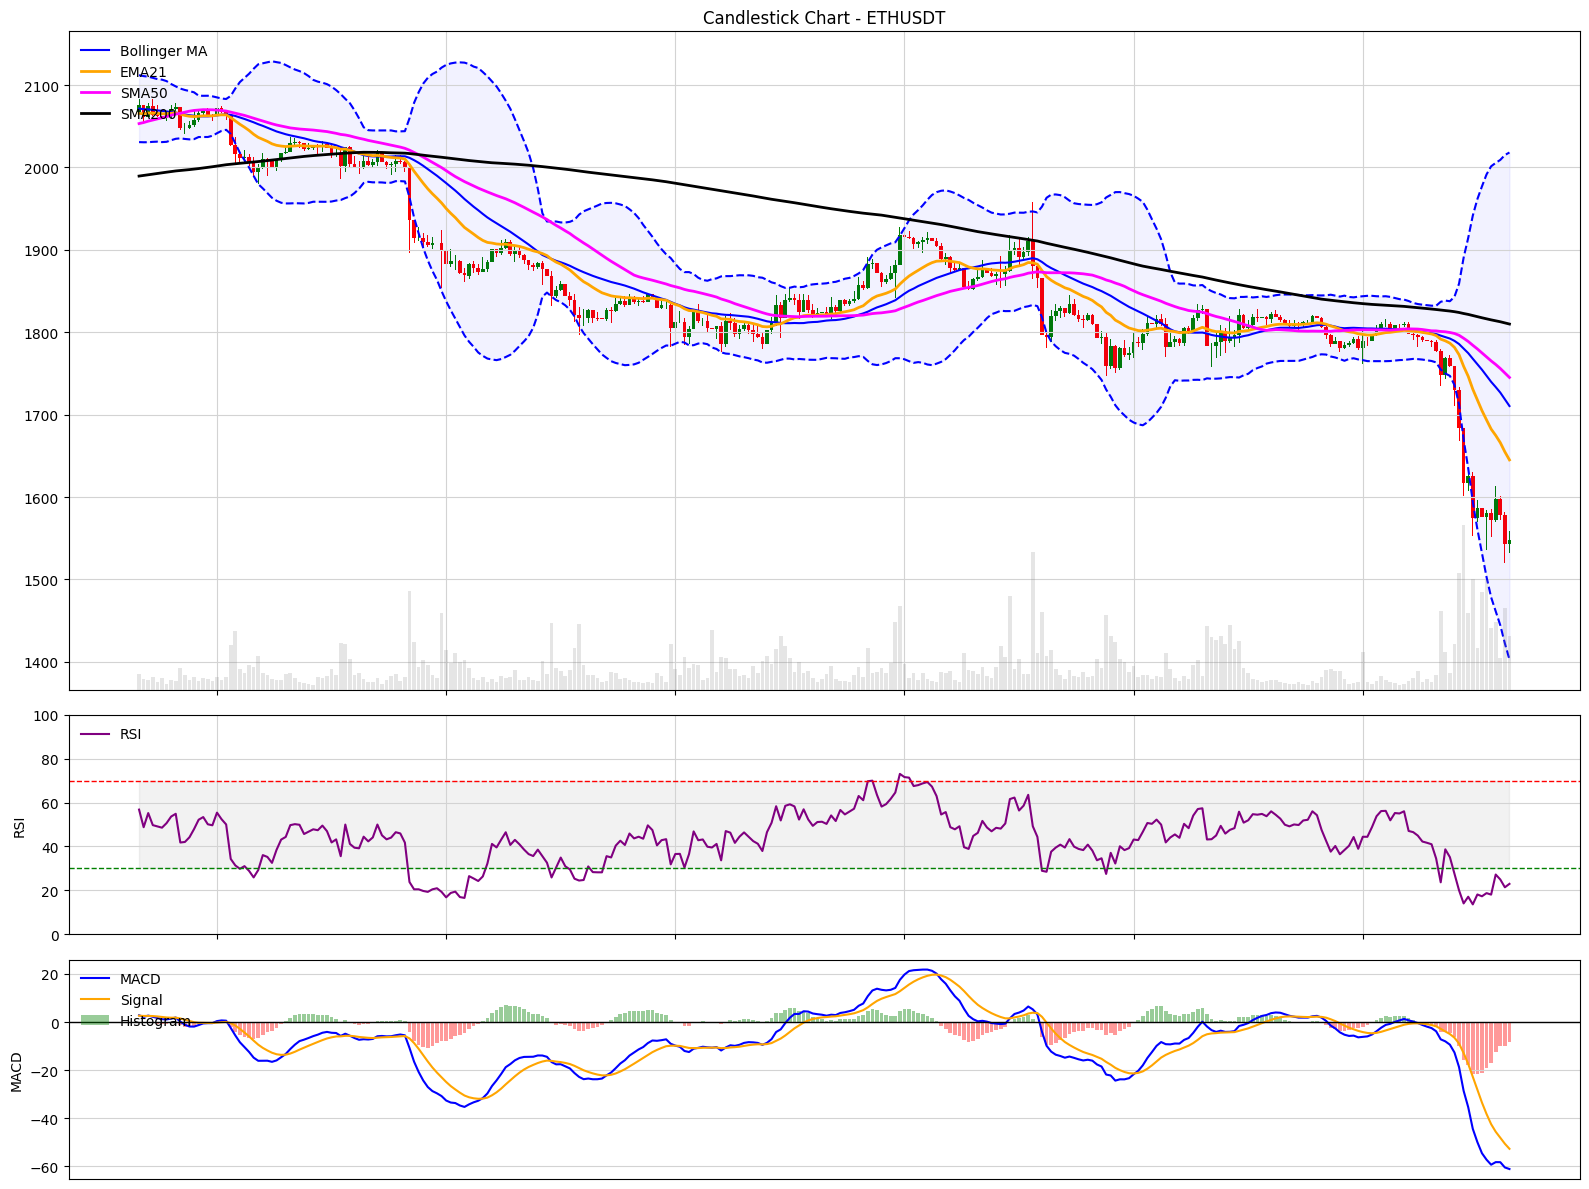 Candlestick Chart - ETHUSDT
Bollinger MA
EMA21
SMA50
SMA200
2100
2000
1900
1800
1700
1600
1500
1400
RSI
100
80
60
40
20
0
RSI
MACD
Signal
Histogram
20
0
−20
−40
−60
MACD